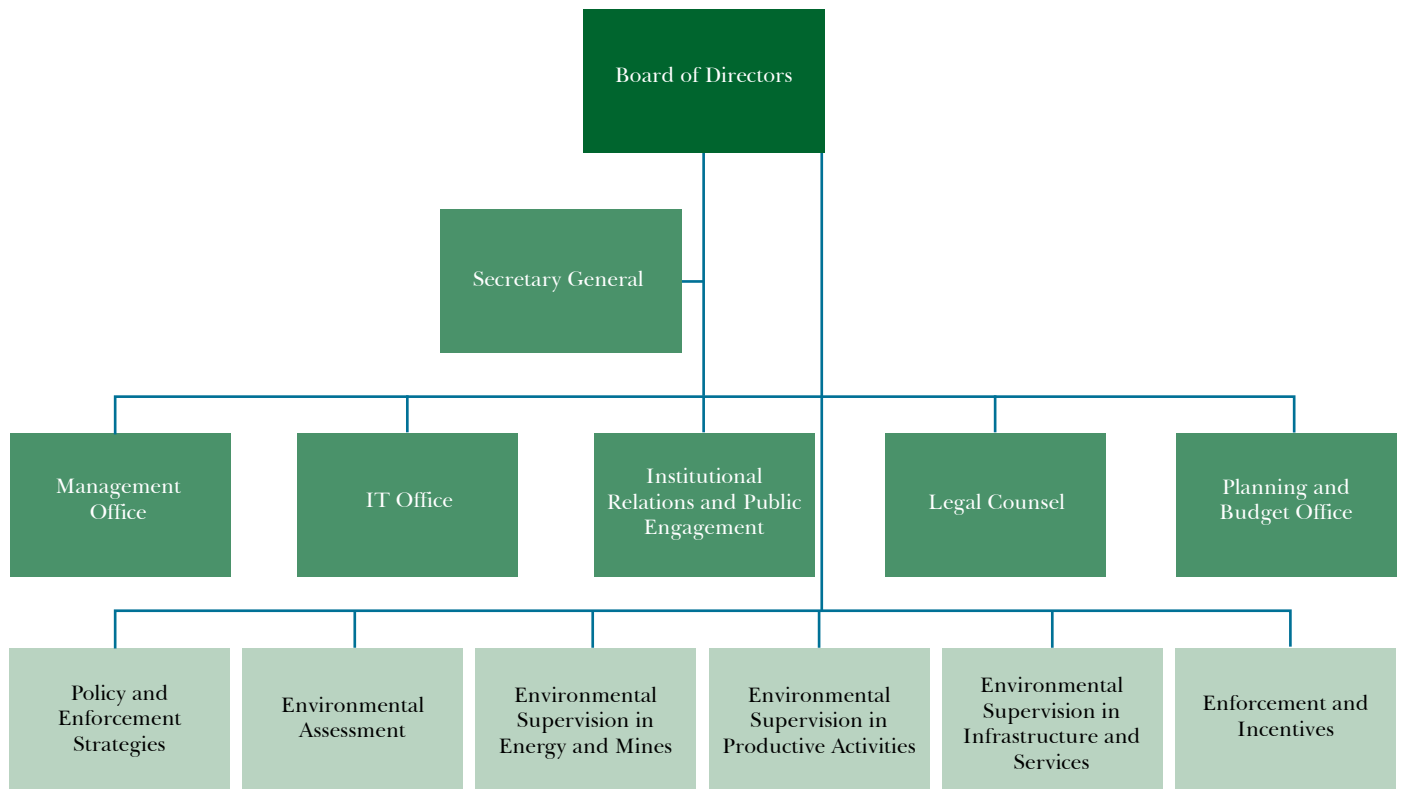 Board of Directors
Secretary General
Management
Office
IT Office
Institutional
Relations and Public
Engagement
Legal Counsel
Planning and
Budget Office
Policy and
Enforcement
Strategies
Environmental
Assessment
Environmental
Supervision in
Energy and Mines
Environmental
Supervision in
Productive Activities
Environmental
Supervision in
Infrastructure and
Services
Enforcement and
Incentives